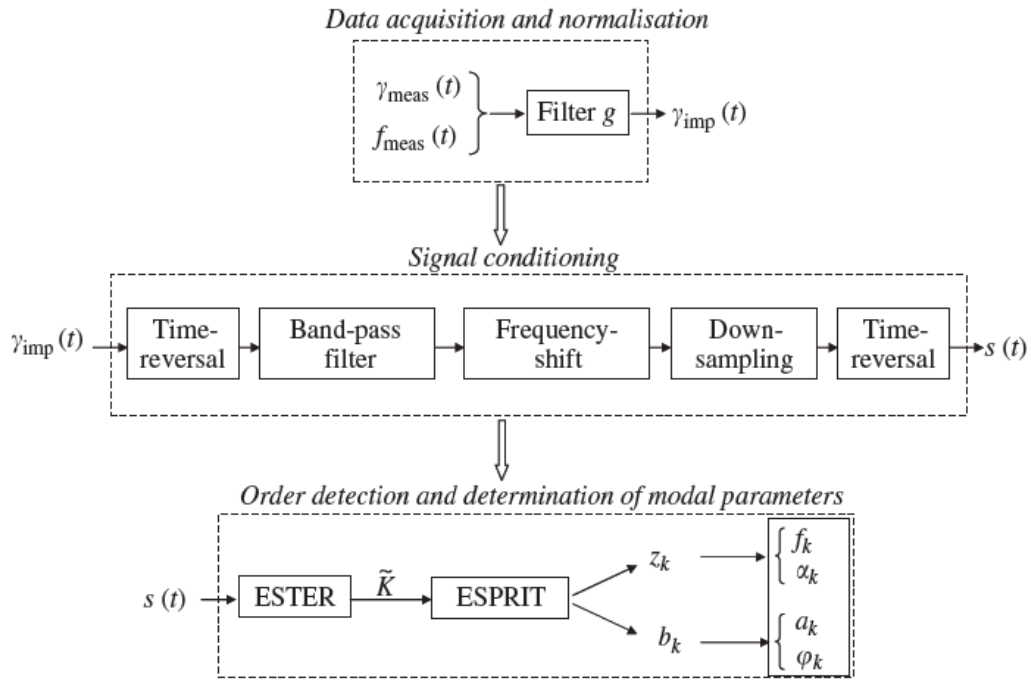 Data acquisition and normalisation
γmeas (t)
fmeas (t)
Filter g
γimp (t)
Signal conditioning
γimp (t)
Time-
reversal
Band-pass
filter
Frequency-
shift
Down-
sampling
Time-
reversal
s (t)
Order detection and determination of modal parameters
s (t)
ESTER
K̃
ESPRIT
zk
bk
fk
αk
ak
φk